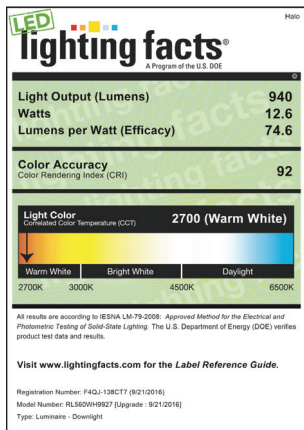 Halo
LED
lighting facts®
A Program of the U.S. DOE
Light Output (Lumens) 940
Watts 12.6
Lumens per Watt (Efficacy) 74.6
Color Accuracy
Color Rendering Index (CRI) 92
Light Color
Correlated Color Temperature (CCT) 2700 (Warm White)
Warm White Bright White Daylight
2700K 3000K 4500K 6500K
All results are according to IESNA LM-79-2008: Approved Method for the Electrical and
Photometric Testing of Solid-State Lighting. The U.S. Department of Energy (DOE) verifies
product test data and results.
Visit www.lightingfacts.com for the Label Reference Guide.
Registration Number: F4QJ-138CT7 (9/21/2016)
Model Number: RL560WH9927 [Upgrade : 9/21/2016]
Type: Luminaire - Downlight